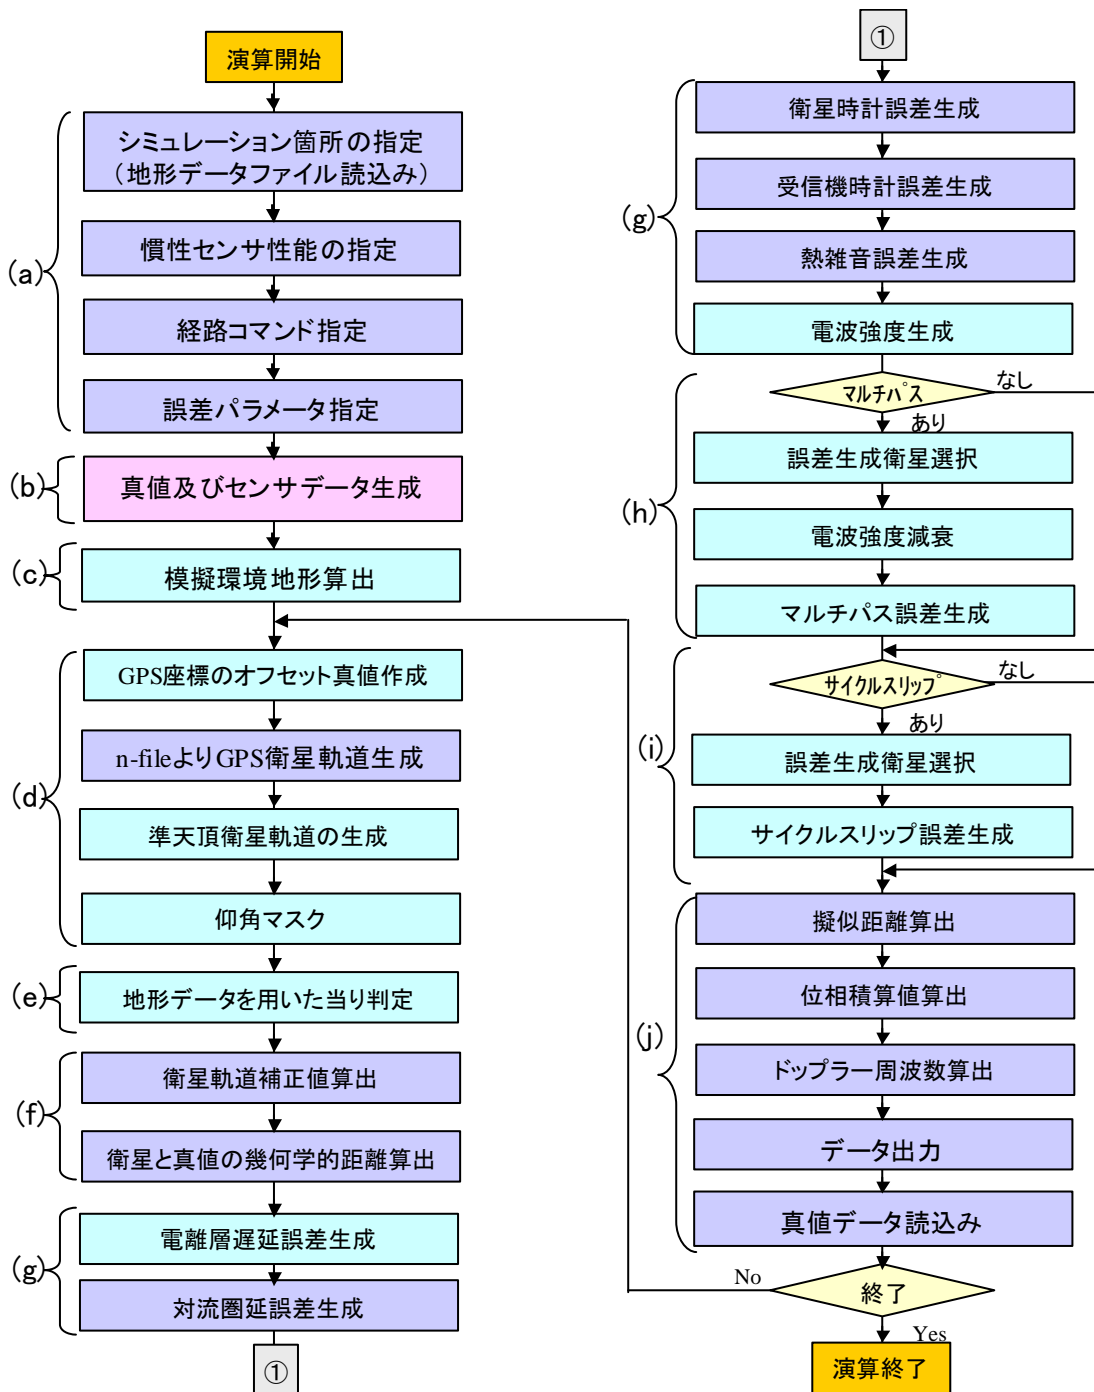 演算開始
(a)
シミュレーション箇所の指定
（地形データファイル読込み）
慣性センサ性能の指定
経路コマンド指定
誤差パラメータ指定
(b)
真値及びセンサデータ生成
(c)
模擬環境地形算出
(d)
GPS座標のオフセット真値作成
n-fileよりGPS衛星軌道生成
準天頂衛星軌道の生成
仰角マスク
(e)
地形データを用いた当り判定
(f)
衛星軌道補正値算出
衛星と真値の幾何学的距離算出
(g)
電離層遅延誤差生成
対流圏延誤差生成
①
①
(g)
衛星時計誤差生成
受信機時計誤差生成
熱雑音誤差生成
電波強度生成
(h)
マルチパス
なし
あり
誤差生成衛星選択
電波強度減衰
マルチパス誤差生成
(i)
サイクルスリップ
なし
あり
誤差生成衛星選択
サイクルスリップ誤差生成
(j)
擬似距離算出
位相積算値算出
ドップラー周波数算出
データ出力
真値データ読込み
No
終了
Yes
演算終了